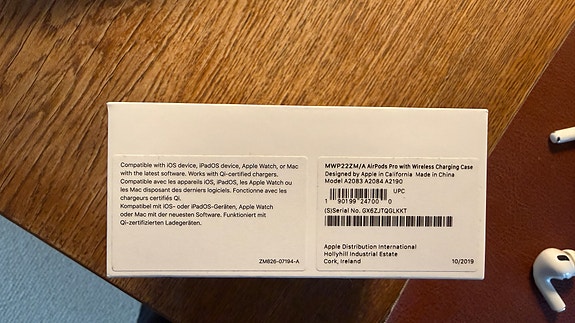 Compatible with iOS device, iPadOS device, Apple Watch, or Mac
with the latest software. Works with Qi-certified chargers.
Compatible avec les appareils iOS, iPadOS, les Apple Watch ou
les Mac disposant des derniers logiciels. Fonctionne avec les
chargeurs certifiés Qi.
Kompatibel mit iOS- oder iPadOS-Geräten, Apple Watch
oder Mac mit der neuesten Software. Funktioniert mit
Qi-zertifizierten Ladegeräten.
ZM826-07194-A
MWP22ZM/A AirPods Pro with Wireless Charging Case
Designed by Apple in California Made in China
Model A2083 A2084 A2190
UPC
1 90199 24700 0
(S)Serial No. GX6ZJTQGLKKT
Apple Distribution International
Hollyhill Industrial Estate
Cork, Ireland
10/2019